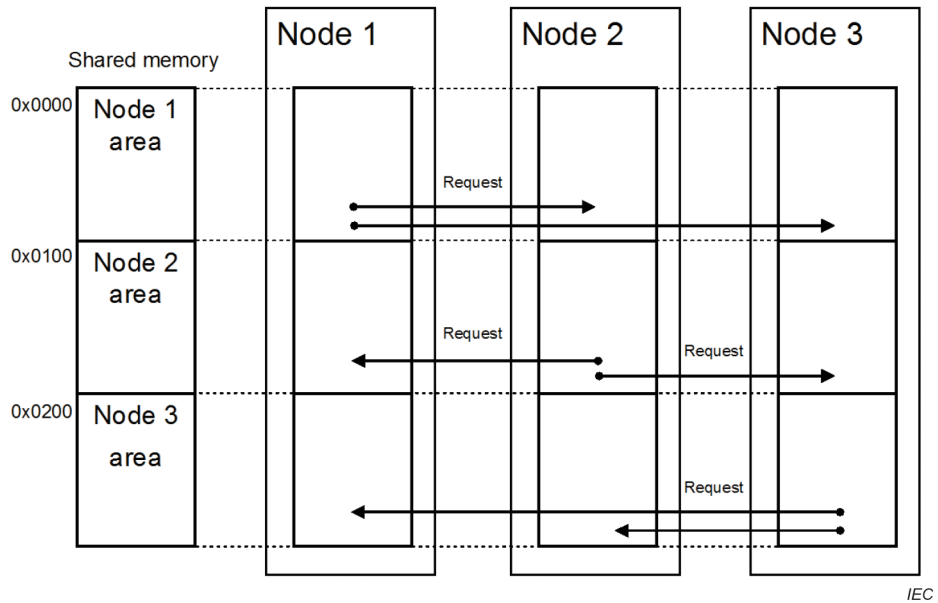 Node 1
Node 2
Node 3
Shared memory
0x0000
Node 1
area
Request
0x0100
Node 2
area
Request
Request
0x0200
Node 3
area
Request
IEC